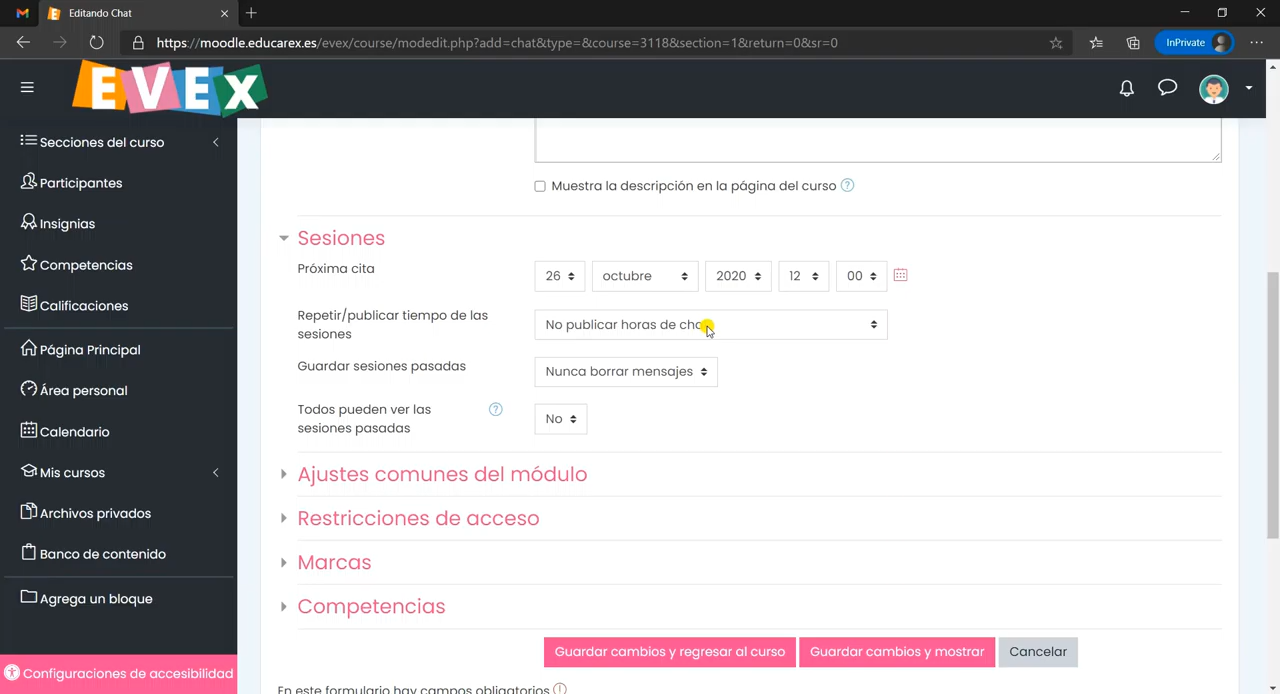 Editando Chat
https://moodle.educarex.es/evex/course/modedit.php?add=chat&type=&course=3118&section=1&return=0&sr=0
InPrivate
EVEX
Secciones del curso
Participantes
Insignias
Competencias
Calificaciones
Página Principal
Área personal
Calendario
Mis cursos
Archivos privados
Banco de contenido
Agrega un bloque
Configuraciones de accesibilidad
Muestra la descripción en la página del curso
Sesiones
Próxima cita
26 octubre 2020 12 00
Repetir/publicar tiempo de las
sesiones
No publicar horas de
Guardar sesiones pasadas
Nunca borrar mensajes
Todos pueden ver las
sesiones pasadas
No
Ajustes comunes del módulo
Restricciones de acceso
Marcas
Competencias
Guardar cambios y regresar al curso
Guardar cambios y mostrar
Cancelar
En este formulario hay campos obligatorios